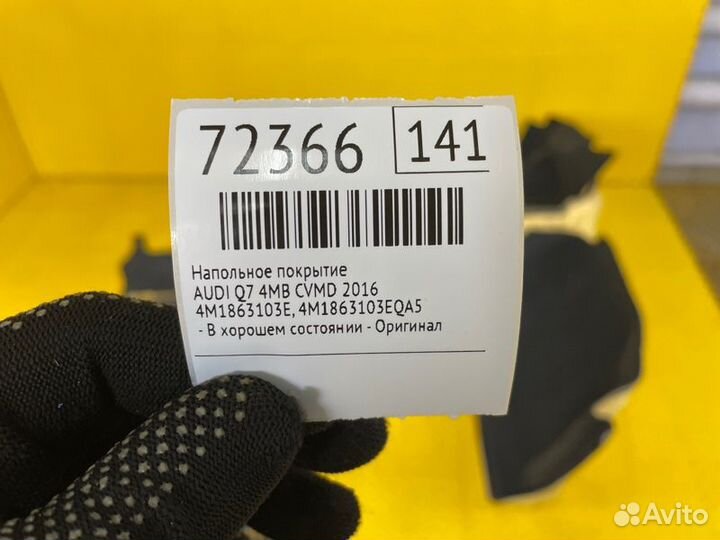 72366 141
Напольное покрытие
AUDI Q7 4MB CVMD 2016
4M1863103E, 4M1863103EQA5
- В хорошем состоянии - Оригинал
Avito